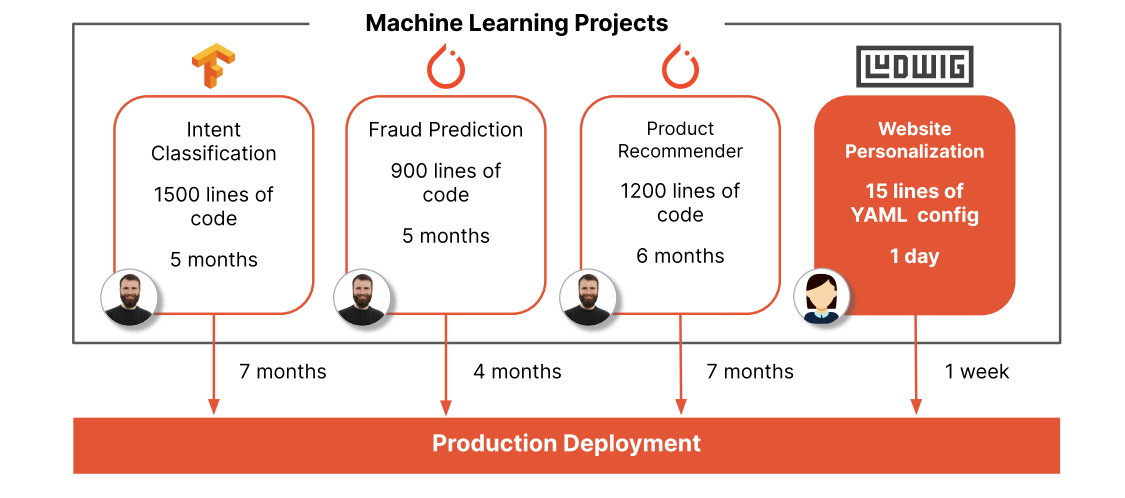 Machine Learning Projects
LUDWIG
Intent
Classification
1500 lines of
code
5 months
Fraud Prediction
900 lines of
code
5 months
Product
Recommender
1200 lines of
code
6 months
Website
Personalization
15 lines of
YAML config
1 day
7 months
4 months
7 months
1 week
Production Deployment